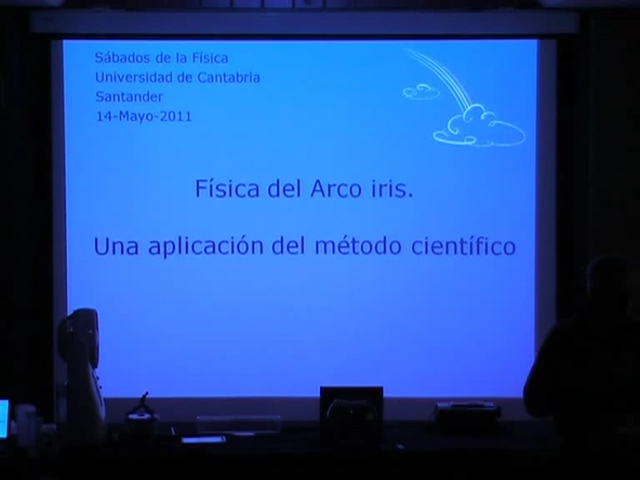 Sábados de la Física
Universidad de Cantabria
Santander
14-Mayo-2011
Física del Arco iris.
Una aplicación del método científico